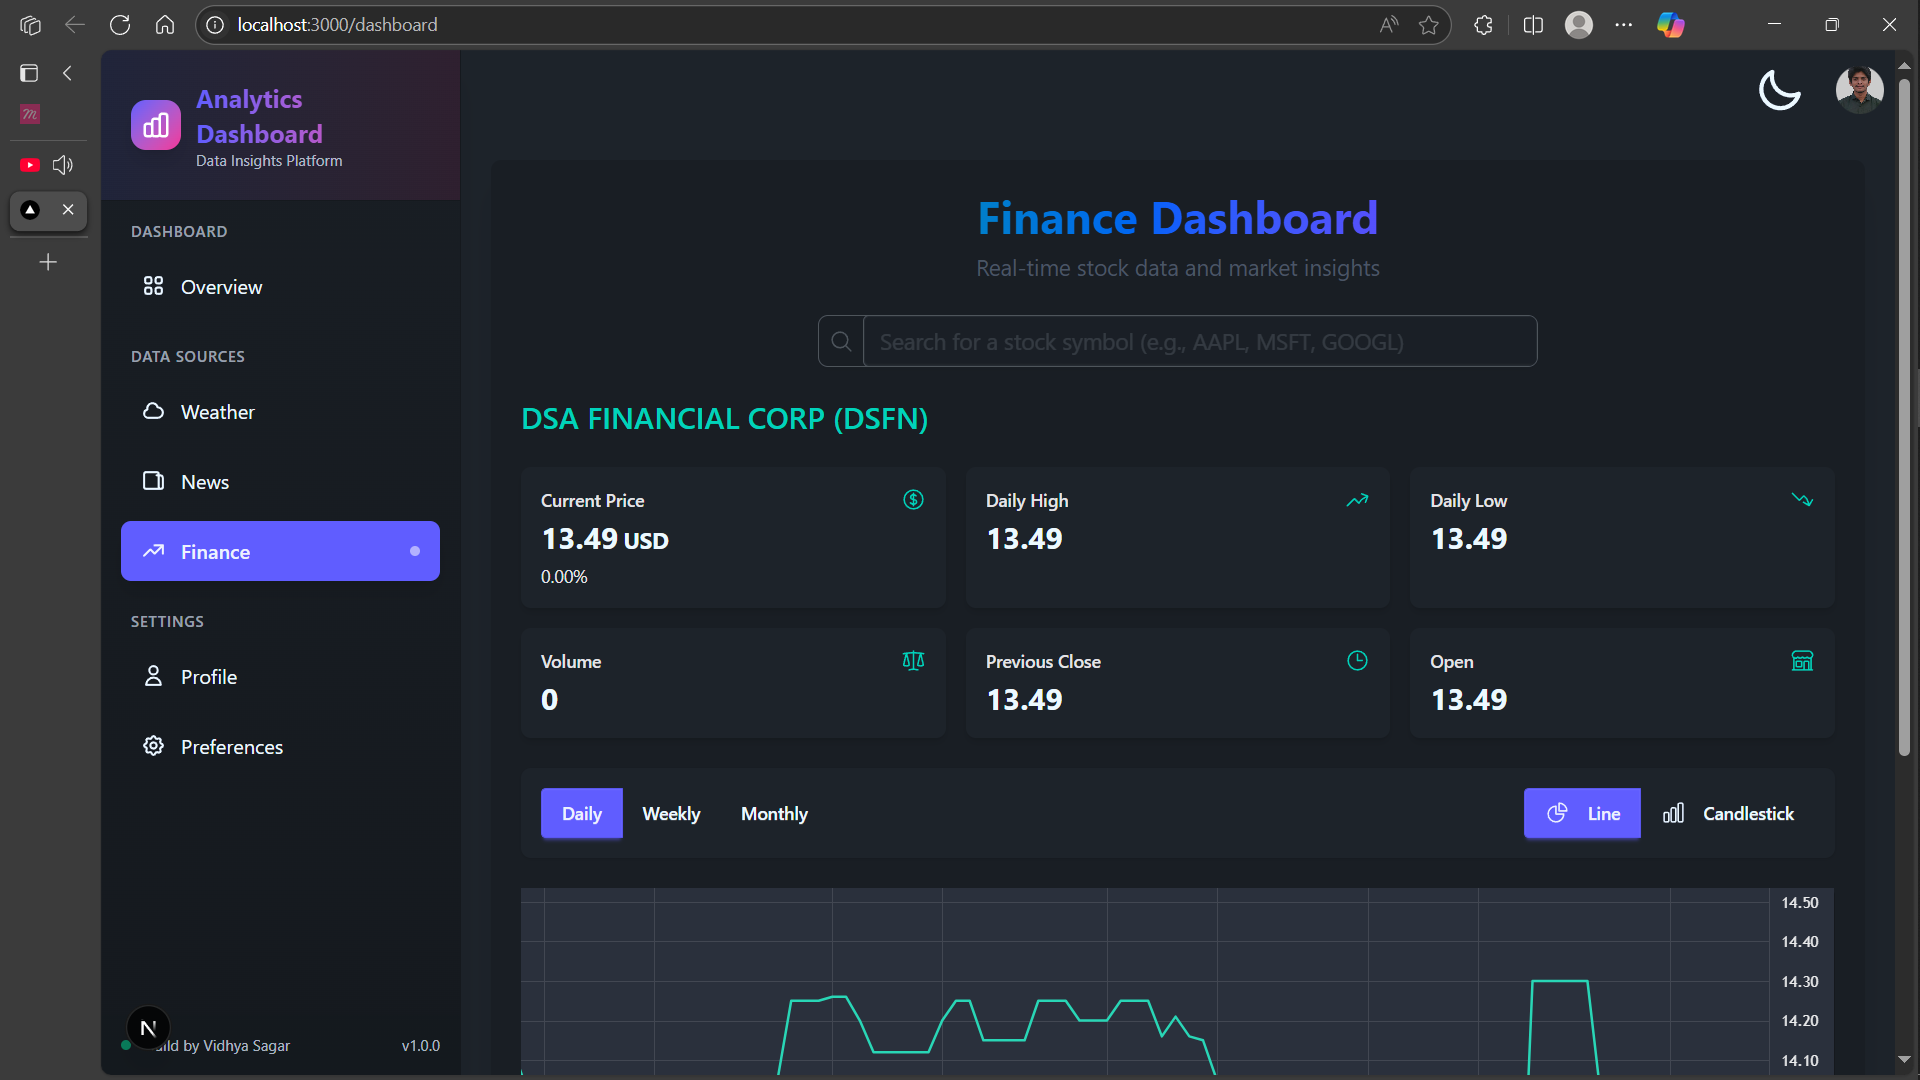 localhost:3000/dashboard
Analytics
Dashboard
Data Insights Platform
DASHBOARD
Overview
DATA SOURCES
Weather
News
Finance
SETTINGS
Profile
Preferences
N
ild by Vidhya Sagar
v1.0.0
Finance Dashboard
Real-time stock data and market insights
Search for a stock symbol (e.g., AAPL, MSFT, GOOGL)
DSA FINANCIAL CORP (DSFN)
Current Price
13.49 USD
0.00%
Daily High
13.49
Daily Low
13.49
Volume
0
Previous Close
13.49
Open
13.49
Daily
Weekly
Monthly
Line
Candlestick
14.50
14.40
14.30
14.20
14.10